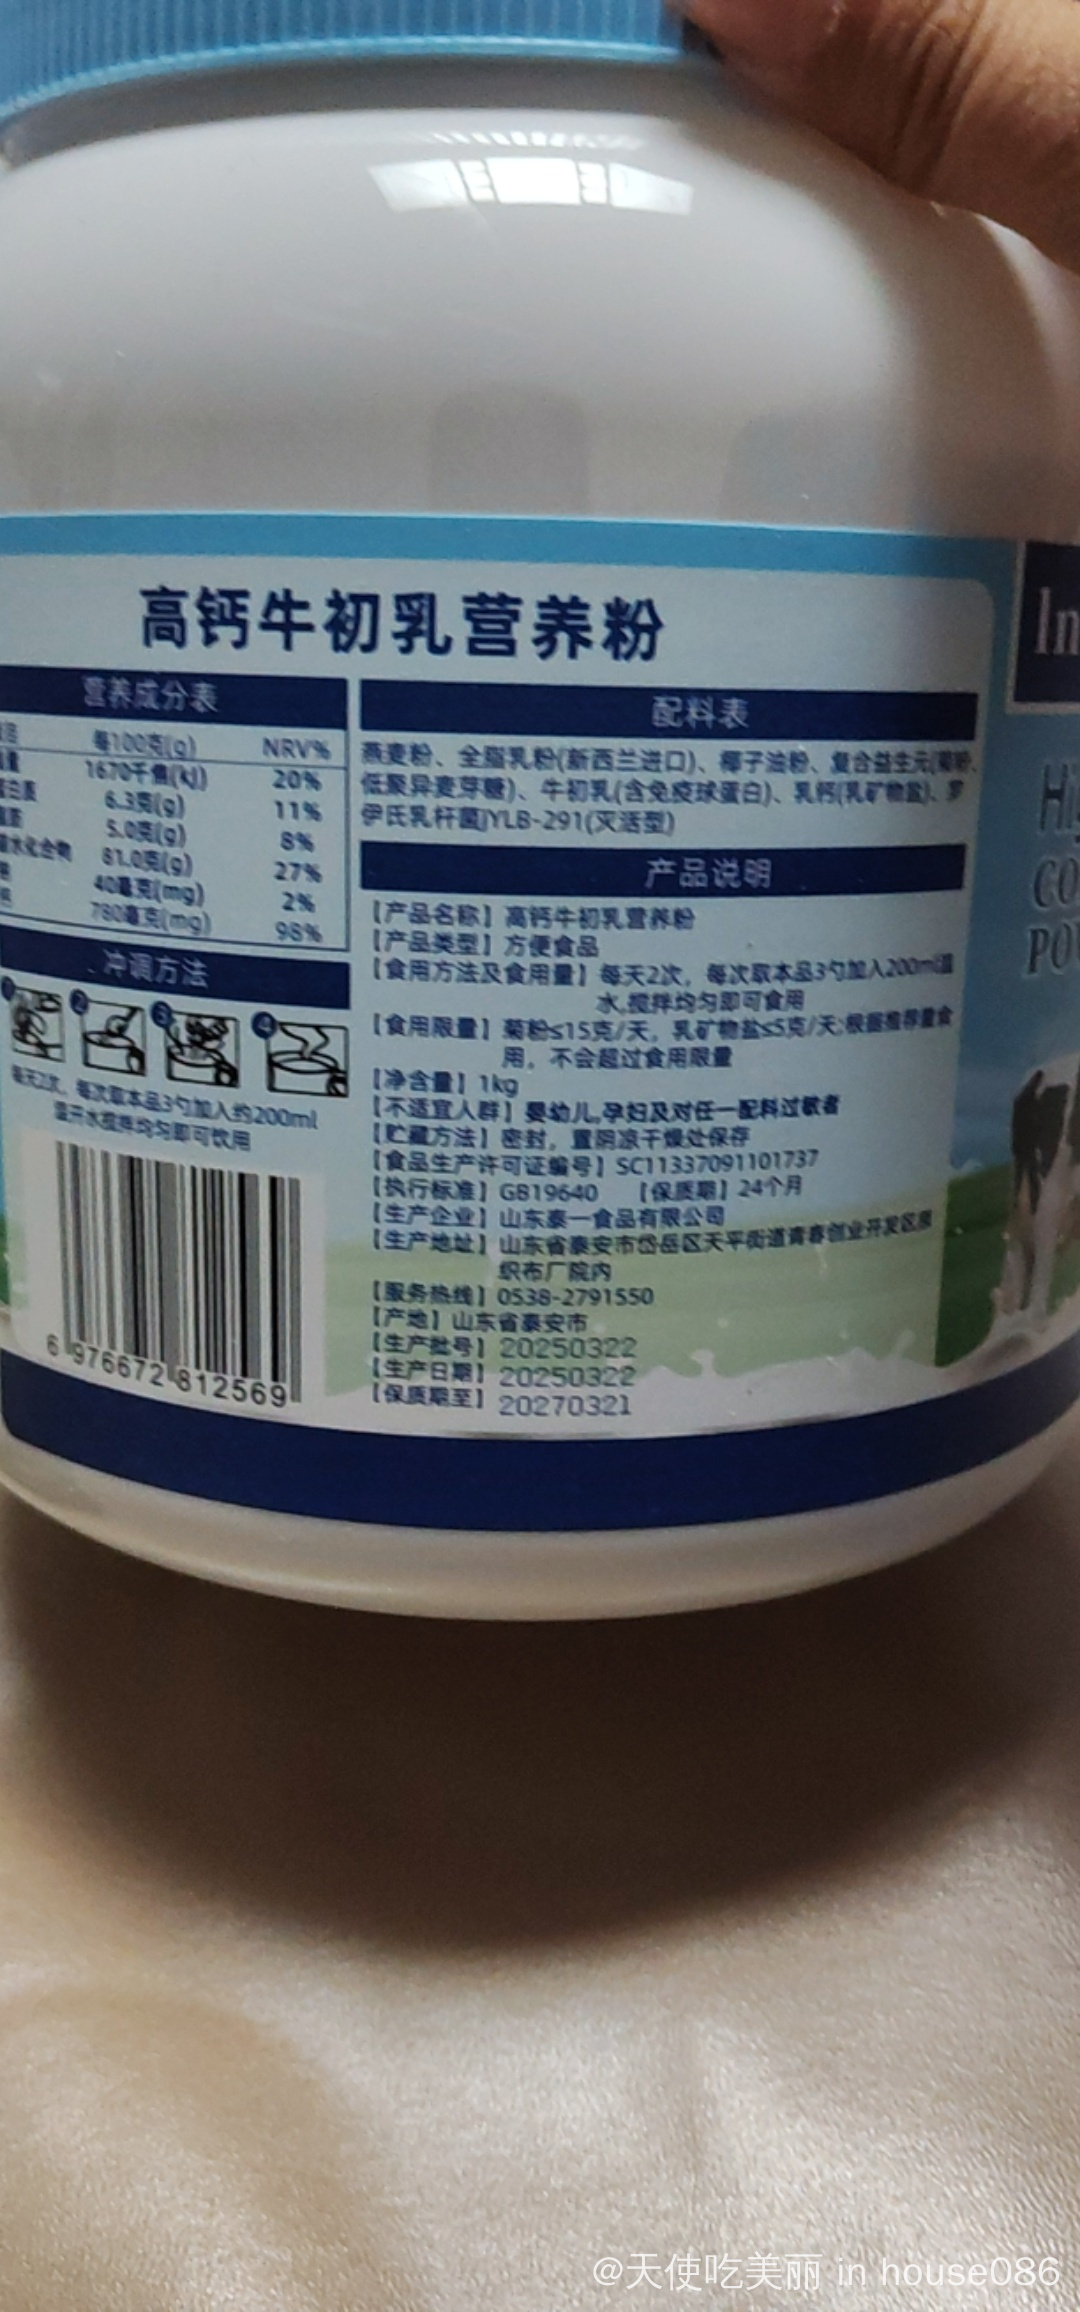 高钙牛初乳营养粉
营养成分表
每100克(g) NRV%
1670千焦(kJ) 20%
6.3克(g) 11%
5.0克(g) 8%
水化合物 81.0克(g) 27%
40毫克(mg) 2%
780毫克(mg) 98%
冲调方法
1 2 3 4
每天2次，每次取本品3勺加入约200ml
温开水搅拌均匀即可饮用
6 976672 812569
配料表
燕麦粉、全脂乳粉(新西兰进口)、椰子油粉、复合益生元(菊粉、
低聚异麦芽糖)、牛初乳(含免疫球蛋白)、乳钙(乳矿物盐)、罗
伊氏乳杆菌JYLB-291(灭活型)
产品说明
【产品名称】高钙牛初乳营养粉
【产品类型】方便食品
【食用方法及食用量】每天2次，每次取本品3勺加入200ml温
水,搅拌均匀即可食用
【食用限量】菊粉≤15克/天，乳矿物盐≤5克/天;根据推荐量食
用，不会超过食用限量
【净含量】1kg
【不适宜人群】婴幼儿,孕妇及对任一配料过敏者
【贮藏方法】密封，置阴凉干燥处保存
【食品生产许可证编号】SC11337091101737
【执行标准】GB19640 【保质期】24个月
【生产企业】山东泰一食品有限公司
【生产地址】山东省泰安市岱岳区天平街道青春创业开发区原
织布厂院内
【服务热线】0538-2791550
【产地】山东省泰安市
【生产批号】20250322
【生产日期】20250322
【保质期至】20270321
In
Hig
CO
POW
@天使吃美丽 in house086